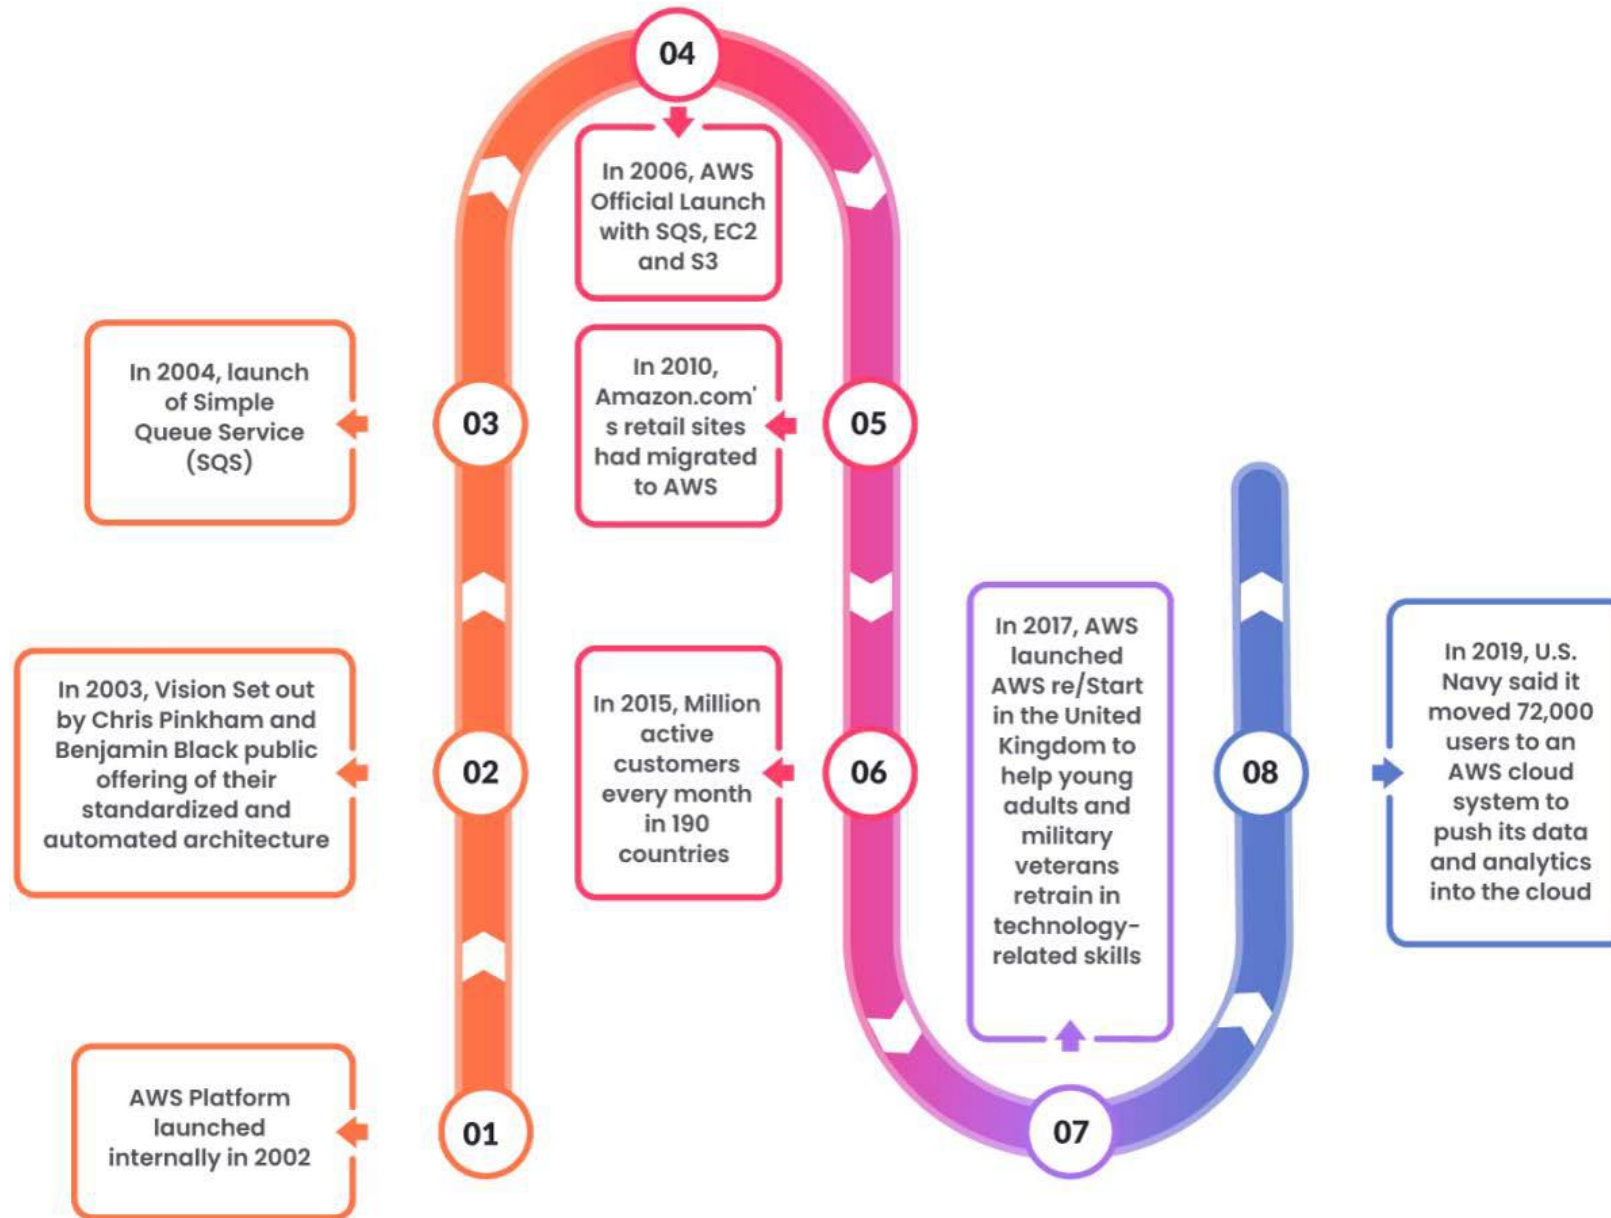 01
AWS Platform
launched
internally in 2002
02
In 2003, Vision Set out
by Chris Pinkham and
Benjamin Black public
offering of their
standardized and
automated architecture
03
In 2004, launch
of Simple
Queue Service
(SQS)
04
In 2006, AWS
Official Launch
with SQS, EC2
and S3
05
In 2010,
Amazon.com'
s retail sites
had migrated
to AWS
06
In 2015, Million
active
customers
every month
in 190
countries
07
In 2017, AWS
launched
AWS re/Start
in the United
Kingdom to
help young
adults and
military
veterans
retrain in
technology-
related skills
08
In 2019, U.S.
Navy said it
moved 72,000
users to an
AWS cloud
system to
push its data
and analytics
into the cloud